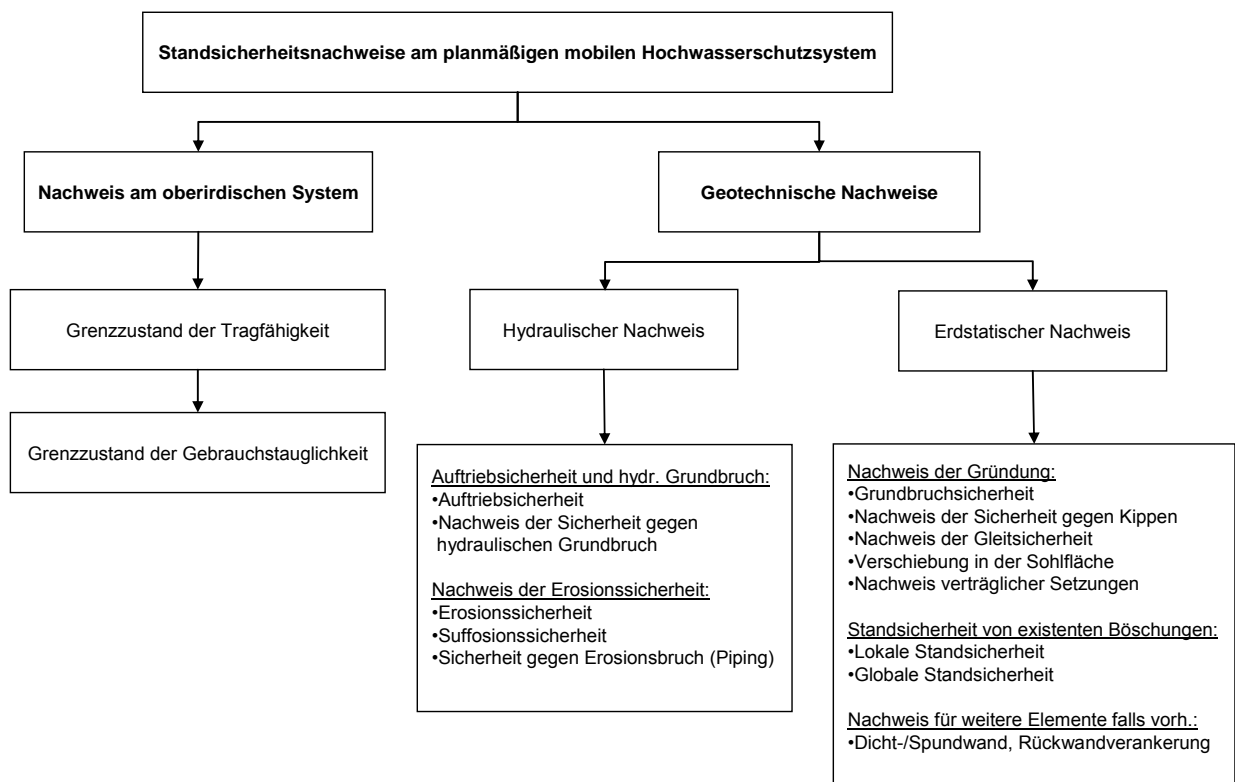 Standsicherheitsnachweise am planmäßigen mobilen Hochwasserschutzsystem
Nachweis am oberirdischen System
Geotechnische Nachweise
Grenzzustand der Tragfähigkeit
Hydraulischer Nachweis
Erdstatischer Nachweis
Grenzzustand der Gebrauchstauglichkeit
Auftriebsicherheit und hydr. Grundbruch:
•Auftriebsicherheit
•Nachweis der Sicherheit gegen
hydraulischen Grundbruch
Nachweis der Erosionssicherheit:
•Erosionssicherheit
•Suffosionssicherheit
•Sicherheit gegen Erosionsbruch (Piping)
Nachweis der Gründung:
•Grundbruchsicherheit
•Nachweis der Sicherheit gegen Kippen
•Nachweis der Gleitsicherheit
•Verschiebung in der Sohlfläche
•Nachweis verträglicher Setzungen
Standsicherheit von existenten Böschungen:
•Lokale Standsicherheit
•Globale Standsicherheit
Nachweis für weitere Elemente falls vorh.:
•Dicht-/Spundwand, Rückwandverankerung